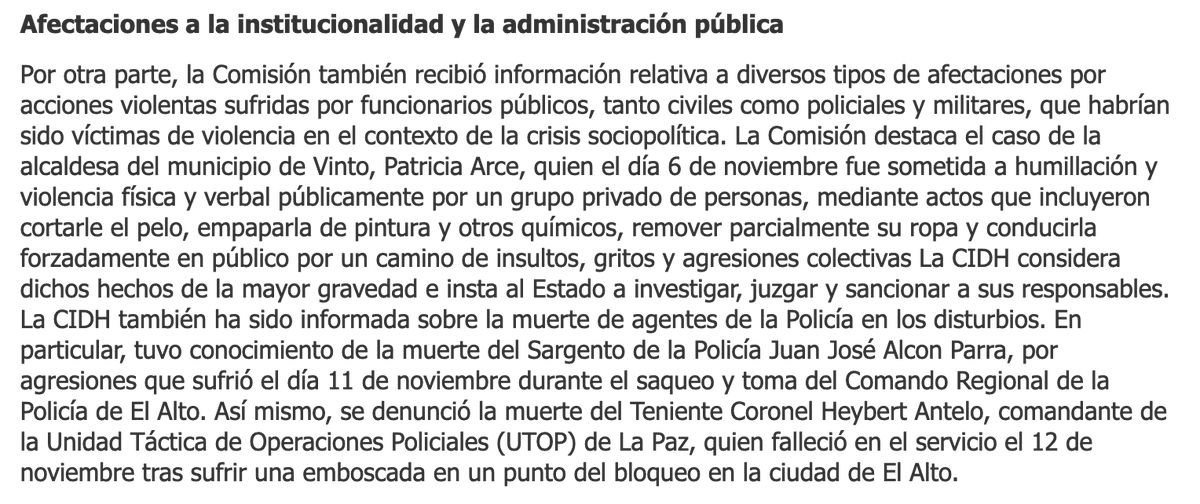 Afectaciones a la institucionalidad y la administración pública
Por otra parte, la Comisión también recibió información relativa a diversos tipos de afectaciones por
acciones violentas sufridas por funcionarios públicos, tanto civiles como policiales y militares, que habrían
sido víctimas de violencia en el contexto de la crisis sociopolítica. La Comisión destaca el caso de la
alcaldesa del municipio de Vinto, Patricia Arce, quien el día 6 de noviembre fue sometida a humillación y
violencia física y verbal públicamente por un grupo privado de personas, mediante actos que incluyeron
cortarle el pelo, empaparla de pintura y otros químicos, remover parcialmente su ropa y conducirla
forzadamente en público por un camino de insultos, gritos y agresiones colectivas La CIDH considera
dichos hechos de la mayor gravedad e insta al Estado a investigar, juzgar y sancionar a sus responsables.
La CIDH también ha sido informada sobre la muerte de agentes de la Policía en los disturbios. En
particular, tuvo conocimiento de la muerte del Sargento de la Policía Juan José Alcon Parra, por
agresiones que sufrió el día 11 de noviembre durante el saqueo y toma del Comando Regional de la
Policía de El Alto. Así mismo, se denunció la muerte del Teniente Coronel Heybert Antelo, comandante de
la Unidad Táctica de Operaciones Policiales (UTOP) de La Paz, quien falleció en el servicio el 12 de
noviembre tras sufrir una emboscada en un punto del bloqueo en la ciudad de El Alto.